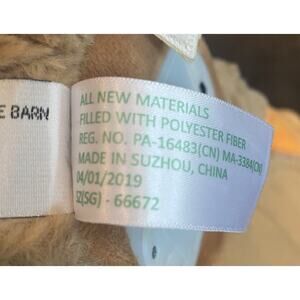 E BARN
ALL NEW MATERIALS
FILLED WITH POLYESTER FIBER
REG. NO. PA-16483(CN) MA-3384(CN)
MADE IN SUZHOU, CHINA
04/01/2019
SZ(SG) - 66672